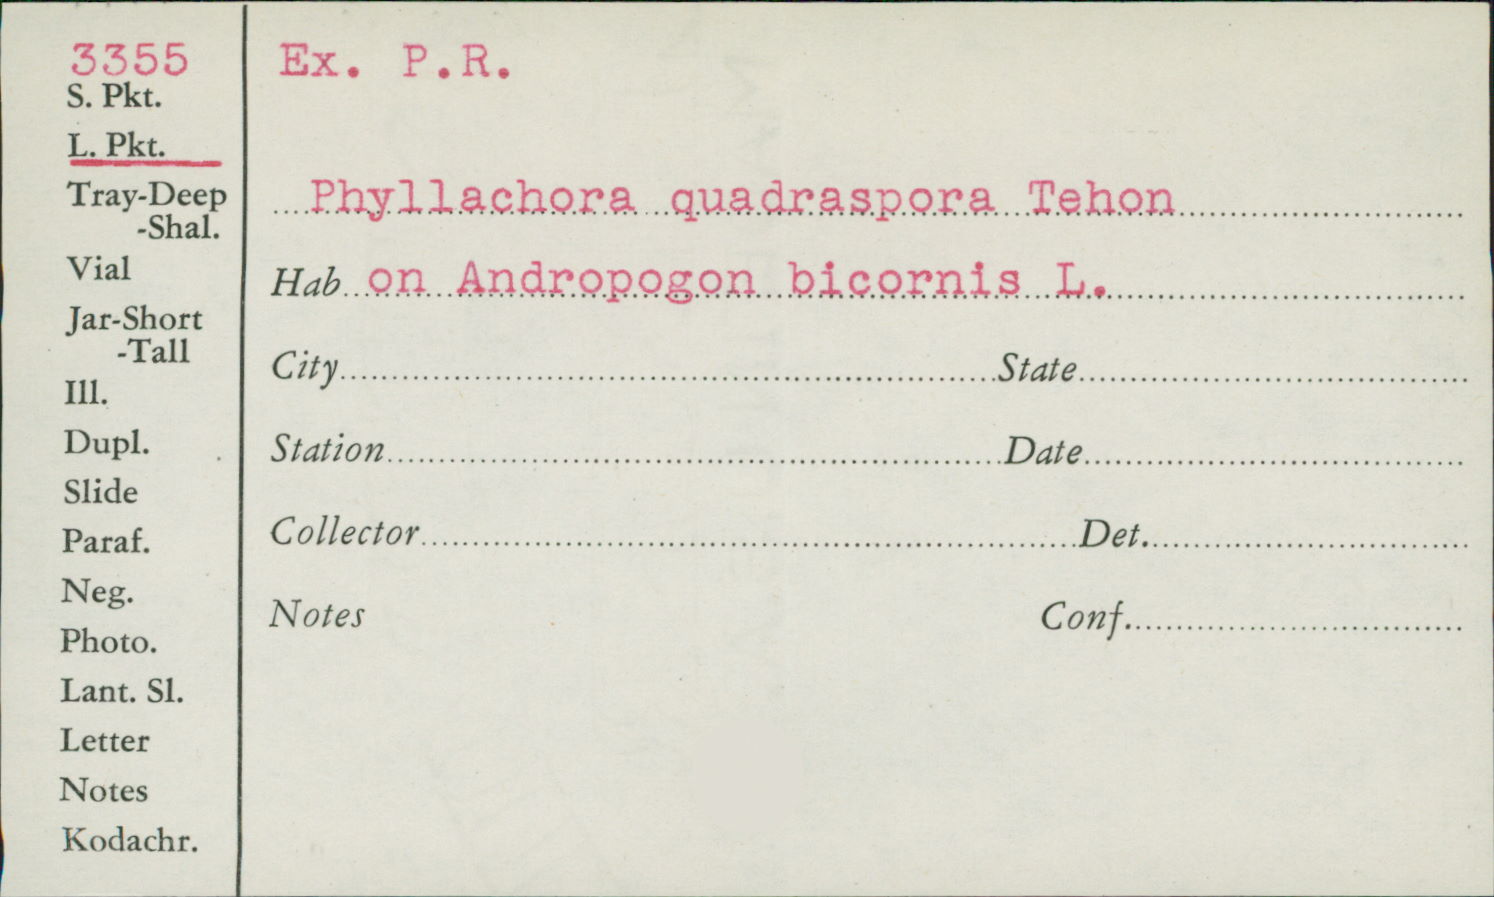 3355
S. Pkt.
L. Pkt.
Tray-Deep
-Shal.
Vial
Jar-Short
-Tall
Ill.
Dupl.
Slide
Paraf.
Neg.
Photo.
Lant. Sl.
Letter
Notes
Kodachr.
Ex. P.R.
Phyllachora quadraspora Tehon
Hab on Andropogon bicornis L.
City State
Station Date
Collector Det.
Notes Conf.